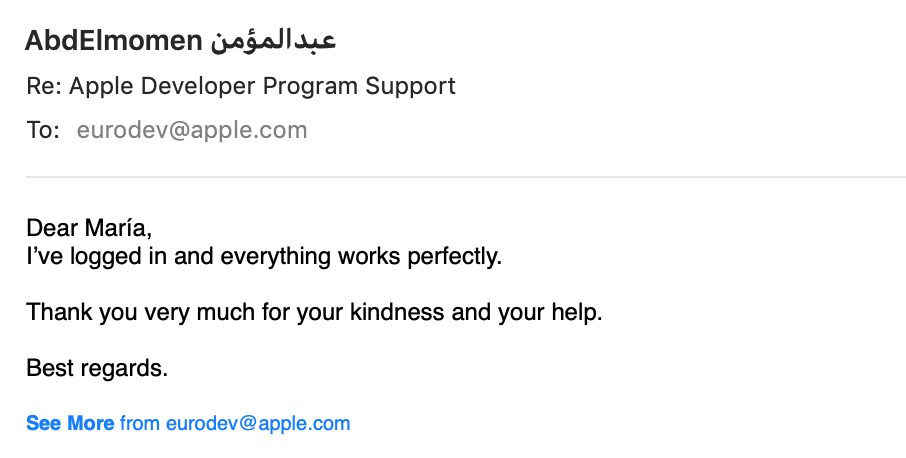 AbdElmomen عبدالمؤمن
Re: Apple Developer Program Support
To: eurodev@apple.com
Dear María,
I’ve logged in and everything works perfectly.
Thank you very much for your kindness and your help.
Best regards.
See More from eurodev@apple.com